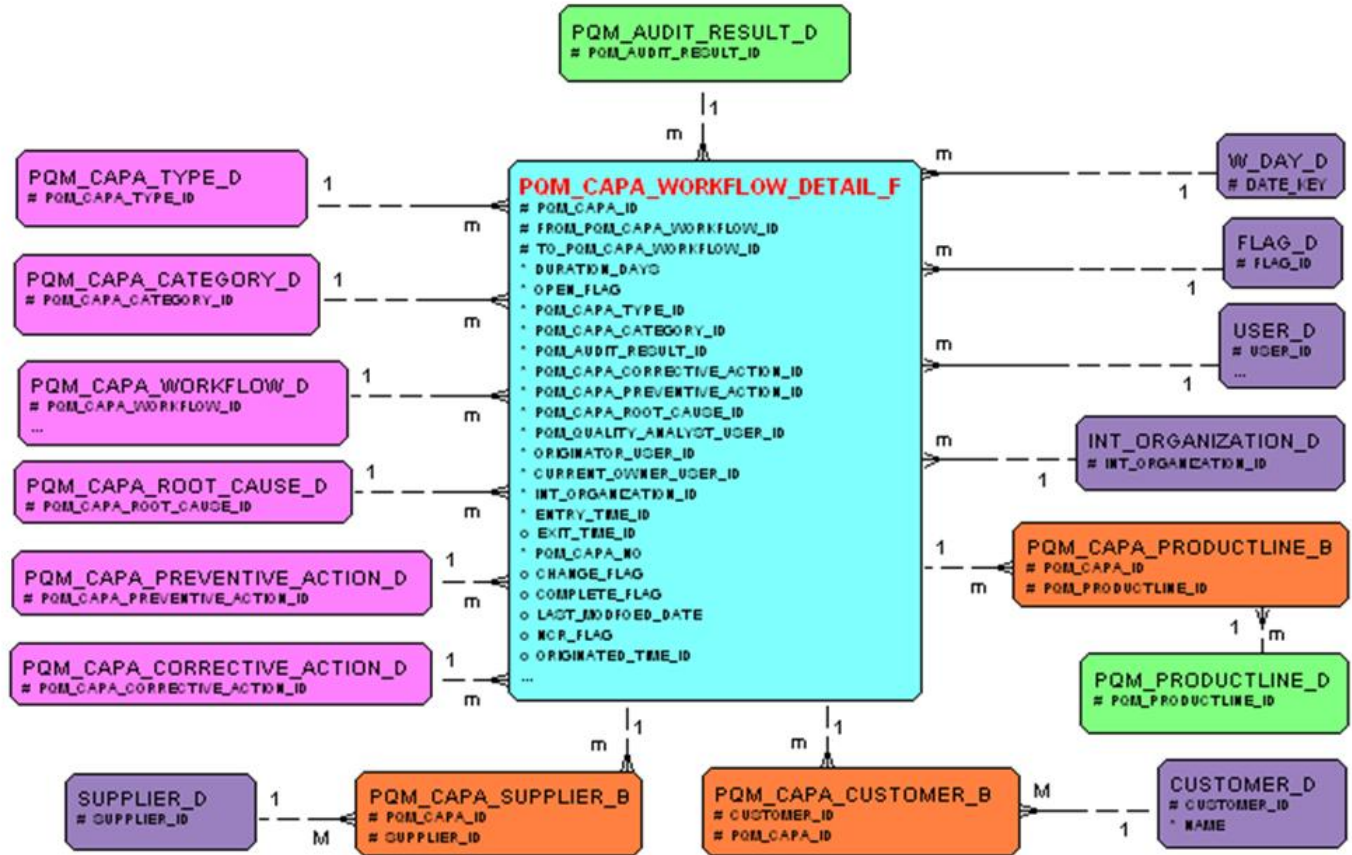 PQM_AUDIT_RESULT_D
# PQM_AUDIT_RESULT_ID
1
m
PQM_CAPA_TYPE_D
# PQM_CAPA_TYPE_ID
1
m
PQM_CAPA_CATEGORY_D
# PQM_CAPA_CATEGORY_ID
1
m
PQM_CAPA_WORKFLOW_D
# PQM_CAPA_WORKFLOW_ID
...
1
m
PQM_CAPA_ROOT_CAUSE_D
# PQM_CAPA_ROOT_CAUSE_ID
1
m
PQM_CAPA_PREVENTIVE_ACTION_D
# PQM_CAPA_PREVENTIVE_ACTION_ID
1
m
PQM_CAPA_CORRECTIVE_ACTION_D
# PQM_CAPA_CORRECTIVE_ACTION_ID
1
m
PQM_CAPA_WORKFLOW_DETAIL_F
# PQM_CAPA_ID
# FROM_PQM_CAPA_WORKFLOW_ID
# TO_PQM_CAPA_WORKFLOW_ID
* DURATION_DAYS
* OPEN_FLAG
* PQM_CAPA_TYPE_ID
* PQM_CAPA_CATEGORY_ID
* PQM_AUDIT_RESULT_ID
* PQM_CAPA_CORRECTIVE_ACTION_ID
* PQM_CAPA_PREVENTIVE_ACTION_ID
* PQM_CAPA_ROOT_CAUSE_ID
* PQM_QUALITY_ANALYST_USER_ID
* ORIGINATOR_USER_ID
* CURRENT_OWNER_USER_ID
* INT_ORGANIZATION_ID
* ENTRY_TIME_ID
o EXIT_TIME_ID
* PQM_CAPA_NO
o CHANGE_FLAG
o COMPLETE_FLAG
o LAST_MODFOED_DATE
o NCR_FLAG
o ORIGINATED_TIME_ID
...
W_DAY_D
# DATE_KEY
m
1
FLAG_D
# FLAG_ID
m
1
USER_D
# USER_ID
...
m
1
INT_ORGANIZATION_D
# INT_ORGANIZATION_ID
m
1
PQM_CAPA_PRODUCTLINE_B
# PQM_CAPA_ID
# PQM_PRODUCTLINE_ID
1
m
1
m
PQM_PRODUCTLINE_D
# PQM_PRODUCTLINE_ID
1
m
1
m
SUPPLIER_D
# SUPPLIER_ID
1
M
PQM_CAPA_SUPPLIER_B
# PQM_CAPA_ID
# SUPPLIER_ID
PQM_CAPA_CUSTOMER_B
# CUSTOMER_ID
# PQM_CAPA_ID
M
1
CUSTOMER_D
# CUSTOMER_ID
* NAME